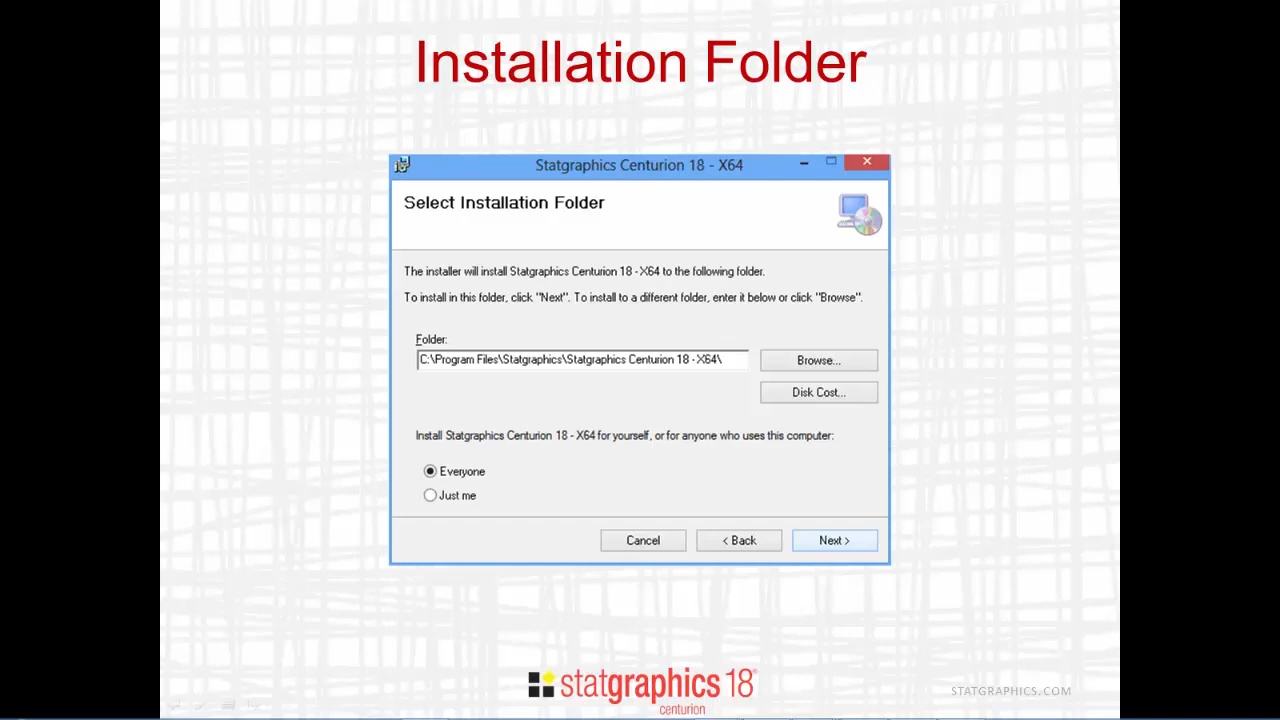 Installation Folder
Statgraphics Centurion 18 - X64
Select Installation Folder
The installer will install Statgraphics Centurion 18 - X64 to the following folder.
To install in this folder, click "Next". To install to a different folder, enter it below or click "Browse".
Folder:
C:\Program Files\Statgraphics\Statgraphics Centurion 18 - X64\
Browse...
Disk Cost...
Install Statgraphics Centurion 18 - X64 for yourself, or for anyone who uses this computer:
Everyone
Just me
Cancel
< Back
Next >
statgraphics 18®
centurion
STATGRAPHICS.COM